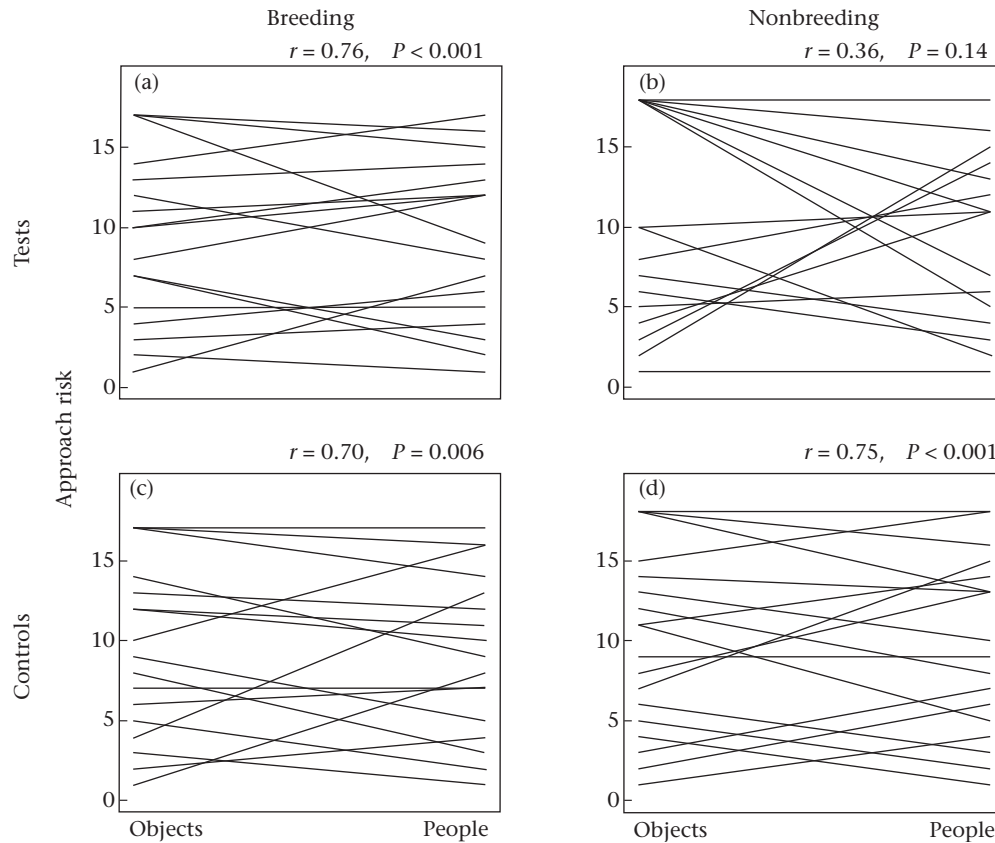 Breeding
Nonbreeding
r = 0.76, P < 0.001
r = 0.36, P = 0.14
(a)
(b)
15
10
5
0
15
10
5
0
Tests
Approach risk
r = 0.70, P = 0.006
r = 0.75, P < 0.001
(c)
(d)
15
10
5
0
15
10
5
0
Controls
Objects
People
Objects
People